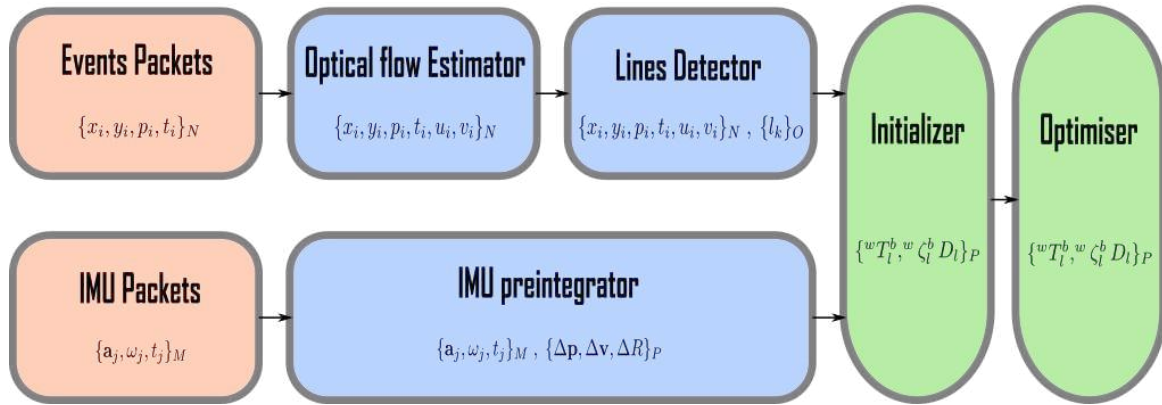 Events Packets
{x_i, y_i, p_i, t_i}_N
Optical flow Estimator
{x_i, y_i, p_i, t_i, u_i, v_i}_N
Lines Detector
{x_i, y_i, p_i, t_i, u_i, v_i}_N , {l_k}_O
IMU Packets
{a_j, ω_j, t_j}_M
IMU preintegrator
{a_j, ω_j, t_j}_M , {Δp, Δv, ΔR}_P
Initializer
{^wT_l^b,^w ζ_l^b D_l}_P
Optimiser
{^wT_l^b,^w ζ_l^b D_l}_P